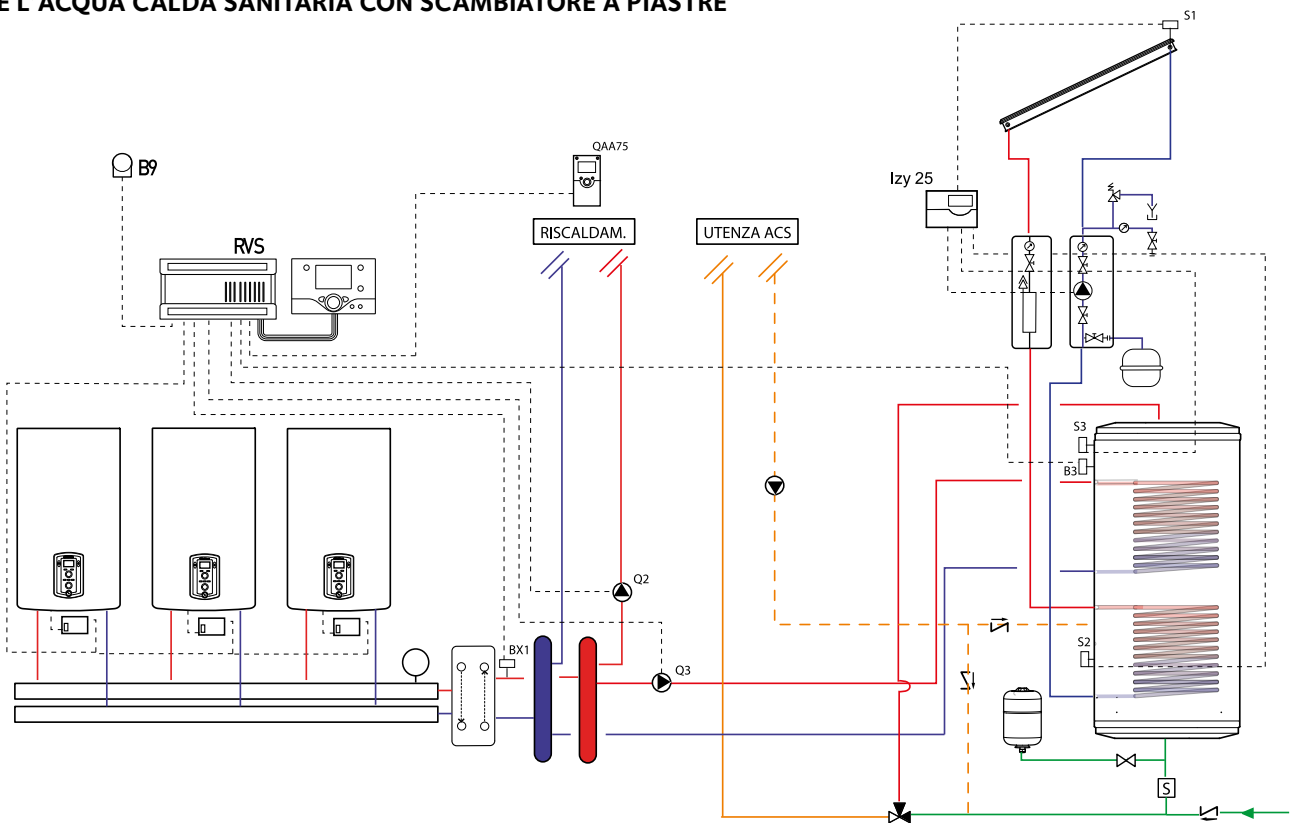 E L'ACQUA CALDA SANITARIA CON SCAMBIATORE A PIASTRE
S1
QAA75
B9
Izy 25
RISCALDAM.
UTENZA ACS
RVS
S3
B3
Q2
BX1
Q3
S2
S